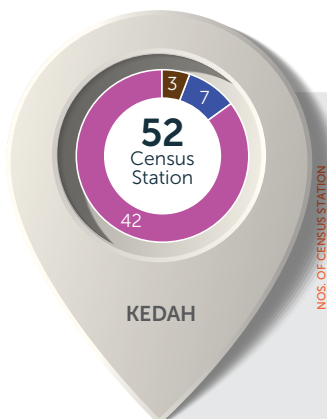 3
7
52
Census
Station
42
KEDAH
NOS. OF CENSUS STATION